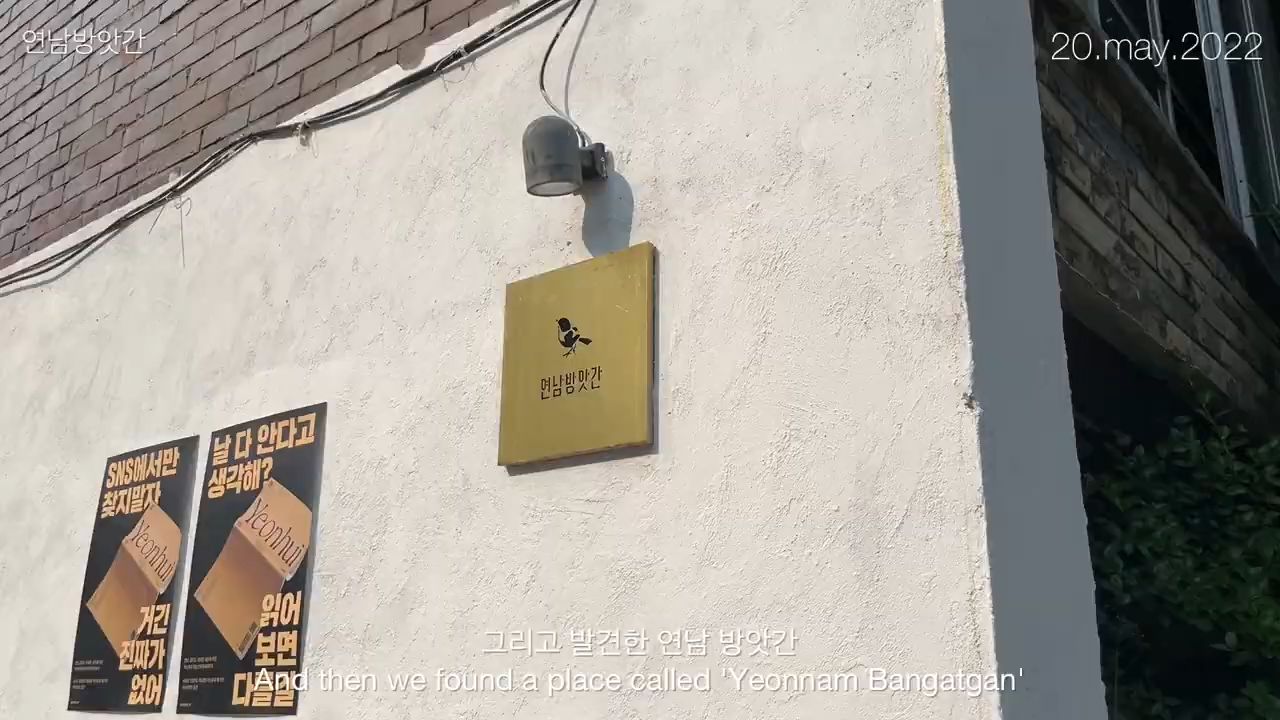 연남방앗간
20.may.2022
연남방앗간
SNS에서만
찾지말자
Yeonhui
거긴
진짜가
없어
날 다 안다고
생각해?
Yeonhui
읽어
보면
다를걸
그리고 발견한 연남 방앗간
And then we found a place called 'Yeonnam Bangatgan'